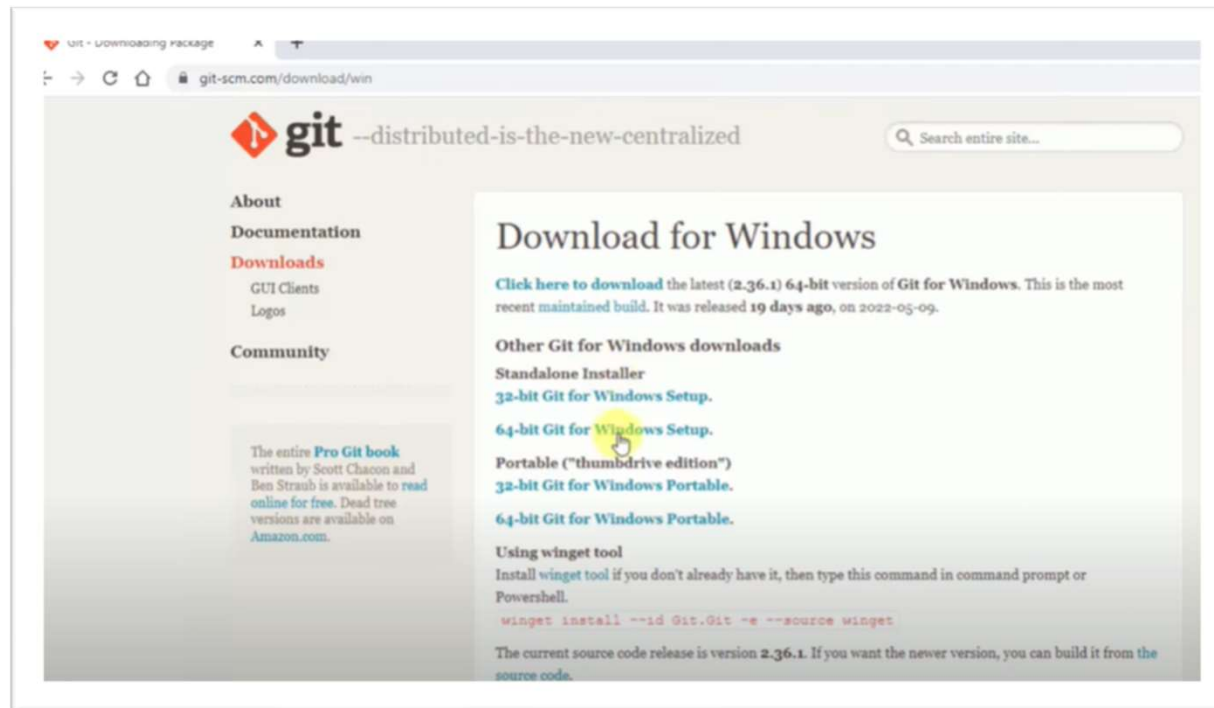 Git - Downloading Package
git-scm.com/download/win
git --distributed-is-the-new-centralized
Search entire site...
About
Documentation
Downloads
GUI Clients
Logos
Community
The entire Pro Git book
written by Scott Chacon and
Ben Straub is available to read
online for free. Dead tree
versions are available on
Amazon.com.
Download for Windows
Click here to download the latest (2.36.1) 64-bit version of Git for Windows. This is the most
recent maintained build. It was released 19 days ago, on 2022-05-09.
Other Git for Windows downloads
Standalone Installer
32-bit Git for Windows Setup.
64-bit Git for Windows Setup.
Portable ("thumbdrive edition")
32-bit Git for Windows Portable.
64-bit Git for Windows Portable.
Using winget tool
Install winget tool if you don't already have it, then type this command in command prompt or
Powershell.
winget install --id Git.Git -e --source winget
The current source code release is version 2.36.1. If you want the newer version, you can build it from the
source code.